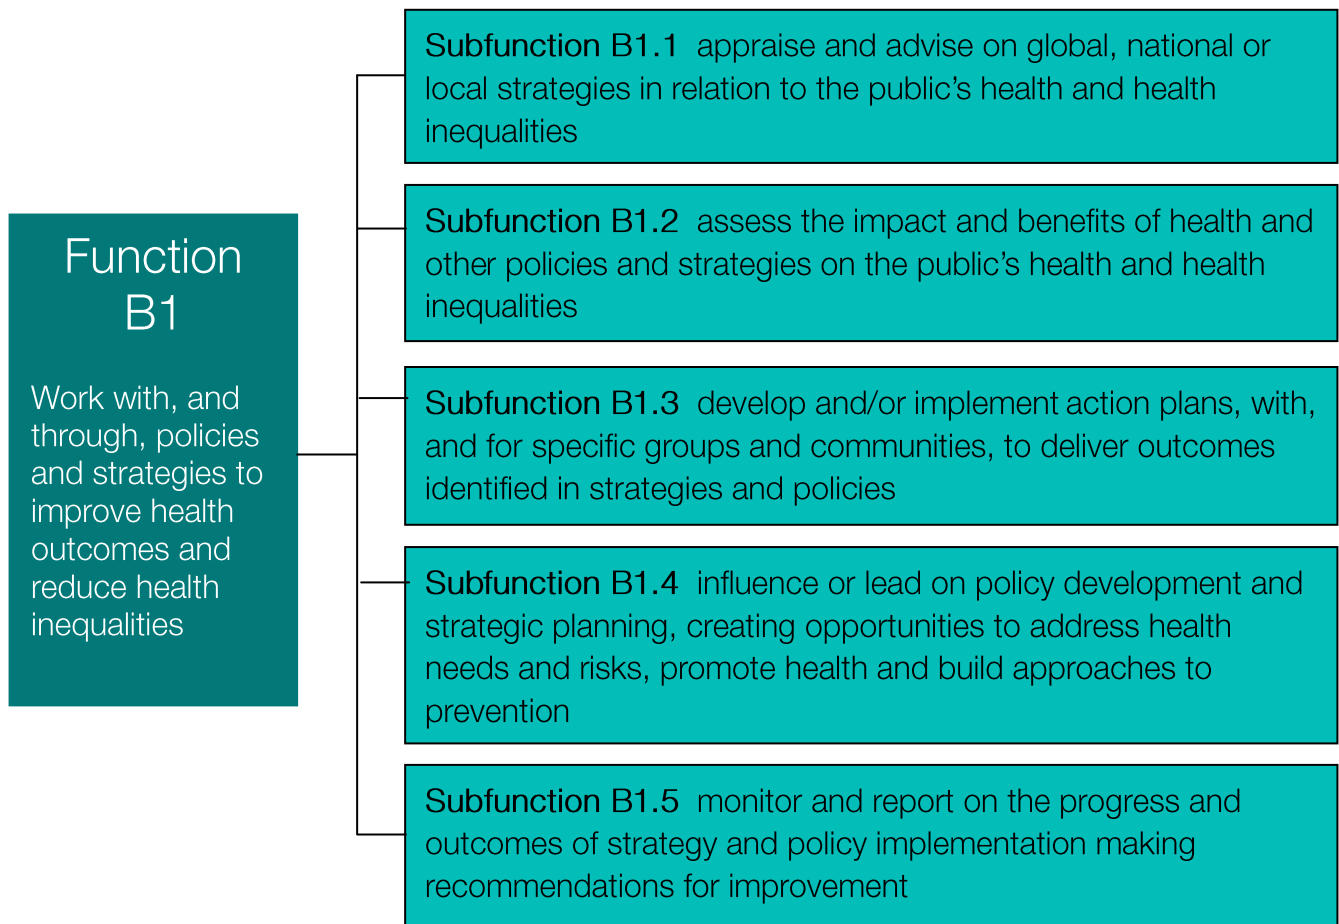 Function
B1
Work with, and
through, policies
and strategies to
improve health
outcomes and
reduce health
inequalities
Subfunction B1.1 appraise and advise on global, national or
local strategies in relation to the public’s health and health
inequalities
Subfunction B1.2 assess the impact and benefits of health and
other policies and strategies on the public’s health and health
inequalities
Subfunction B1.3 develop and/or implement action plans, with,
and for specific groups and communities, to deliver outcomes
identified in strategies and policies
Subfunction B1.4 influence or lead on policy development and
strategic planning, creating opportunities to address health
needs and risks, promote health and build approaches to
prevention
Subfunction B1.5 monitor and report on the progress and
outcomes of strategy and policy implementation making
recommendations for improvement